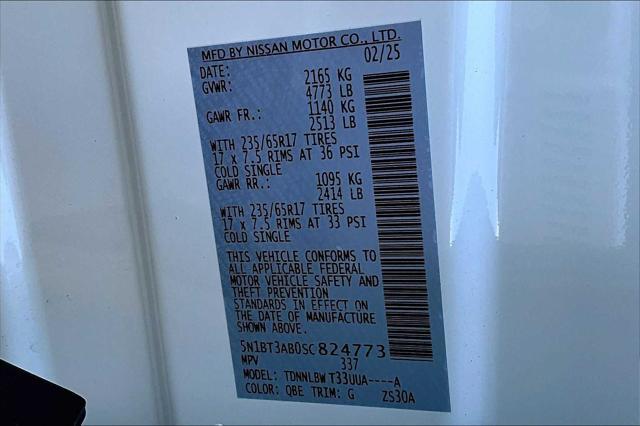 MFD BY NISSAN MOTOR CO., LTD.
DATE: 02/25
GVWR: 2165 KG
4773 LB
GAWR FR.: 1140 KG
2513 LB
WITH 235/65R17 TIRES
17 x 7.5 RIMS AT 36 PSI
COLD SINGLE
GAWR RR.: 1095 KG
2414 LB
WITH 235/65R17 TIRES
17 x 7.5 RIMS AT 33 PSI
COLD SINGLE
THIS VEHICLE CONFORMS TO
ALL APPLICABLE FEDERAL
MOTOR VEHICLE SAFETY AND
THEFT PREVENTION
STANDARDS IN EFFECT ON
THE DATE OF MANUFACTURE
SHOWN ABOVE.
5N1BT3AB0SC824773
MPV 337
MODEL: TDNNLBWT33UUA----A
COLOR: QBE TRIM: G ZS30A